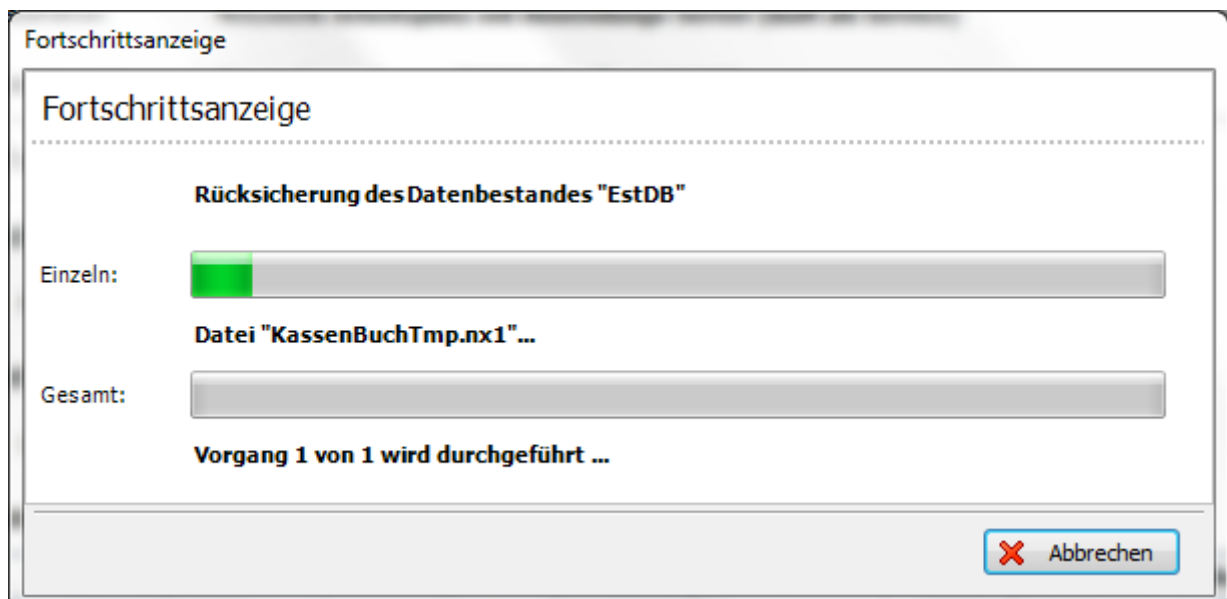 Fortschrittsanzeige
Fortschrittsanzeige
Rücksicherung des Datenbestandes "EstDB"
Einzeln:
Datei "KassenBuchTmp.nx1"...
Gesamt:
Vorgang 1 von 1 wird durchgeführt ...
Abbrechen